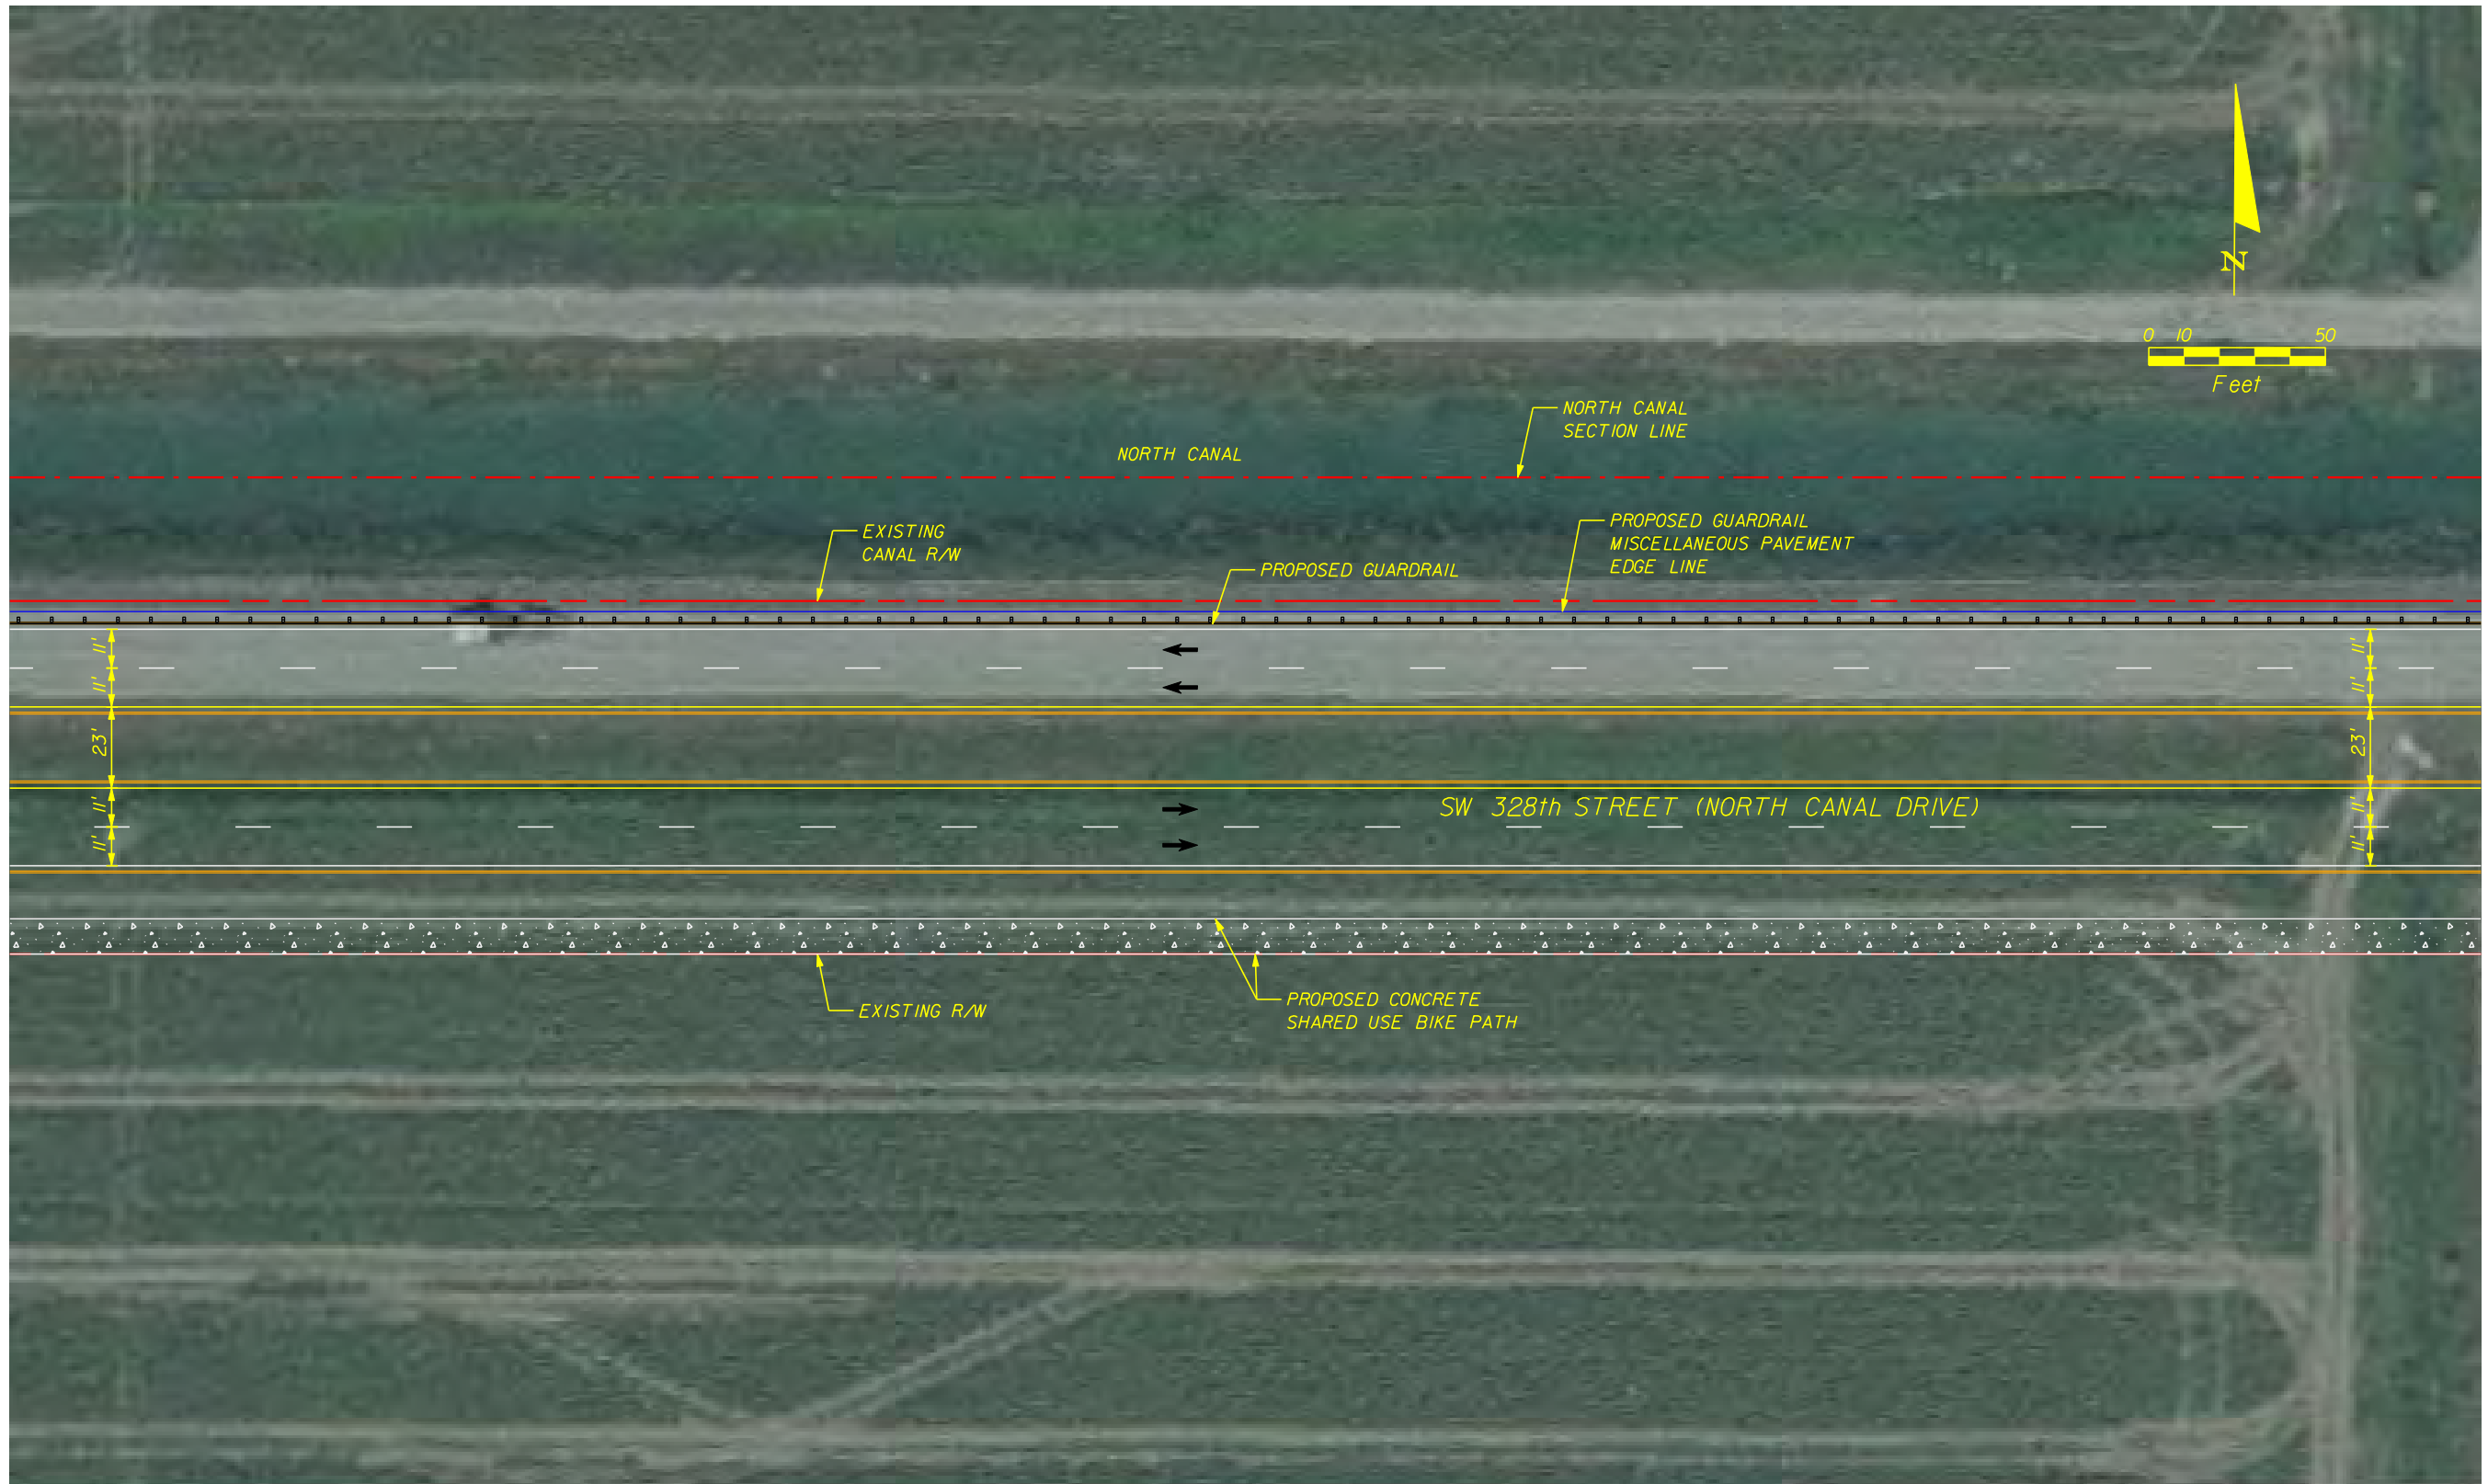 N
0 10 50
Feet
NORTH CANAL
SECTION LINE
NORTH CANAL
EXISTING
CANAL R/W
PROPOSED GUARDRAIL
MISCELLANEOUS PAVEMENT
EDGE LINE
PROPOSED GUARDRAIL
11'
11'
11'
11'
23'
23'
11'
11'
SW 328th STREET (NORTH CANAL DRIVE)
11'
11'
EXISTING R/W
PROPOSED CONCRETE
SHARED USE BIKE PATH